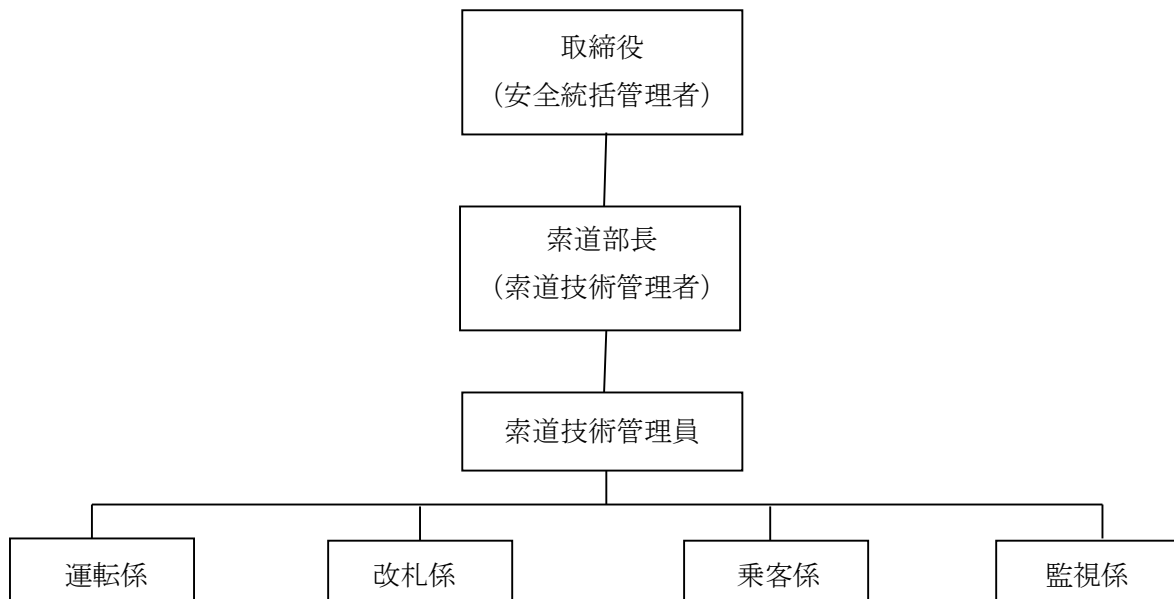 取締役
（安全統括管理者）
索道部長
（索道技術管理者）
索道技術管理員
運転係
改札係
乗客係
監視係